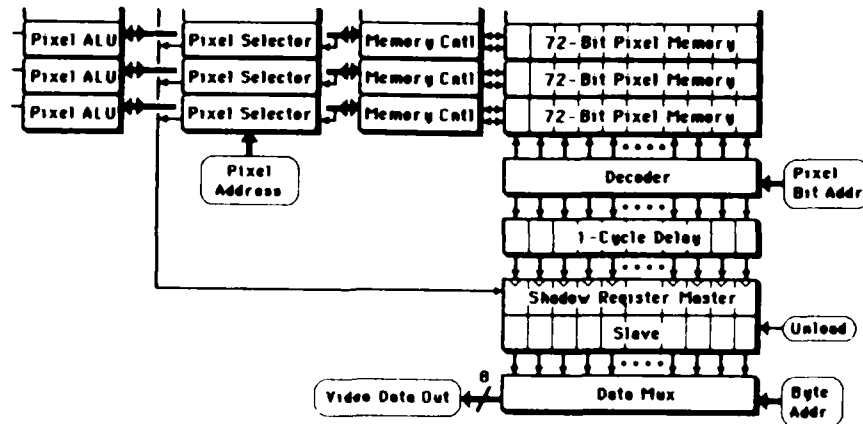 Pixel ALU Pixel Selector Memory Cntl 72-Bit Pixel Memory
Pixel ALU Pixel Selector Memory Cntl 72-Bit Pixel Memory
Pixel ALU Pixel Selector Memory Cntl 72-Bit Pixel Memory
Pixel
Address
Decoder
Pixel
Bit Addr
1-Cycle Delay
Shadow Register Master
Slave
Unload
8
Video Data Out
Data Mux
Byte
Addr